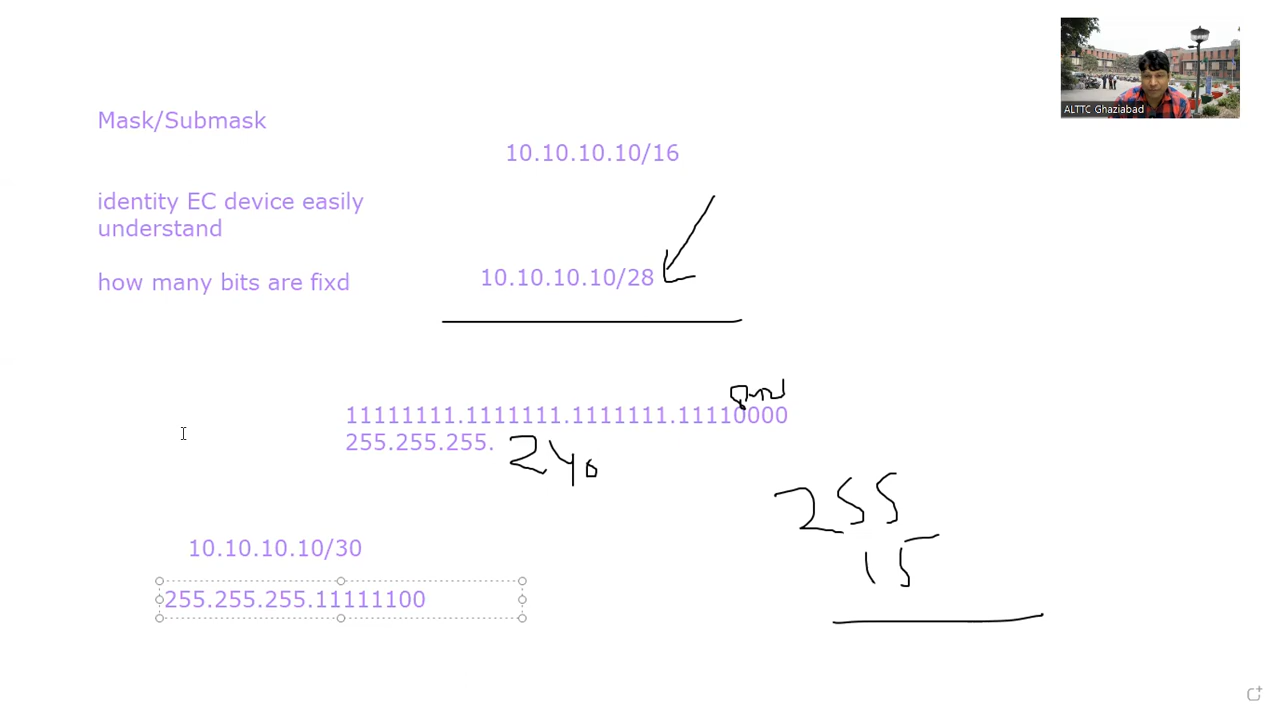 ALTTC Ghaziabad
Mask/Submask
10.10.10.10/16
identity EC device easily
understand
how many bits are fixd
10.10.10.10/28
11111111.1111111.1111111.11110000
255.255.255. 240
255
15
10.10.10.10/30
255.255.255.11111100